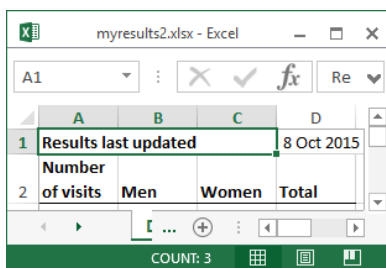 myresults2.xlsx - Excel
A1 fx Re
A B C D
1 Results last updated 8 Oct 2015
Number
2 of visits Men Women Total
...
COUNT: 3